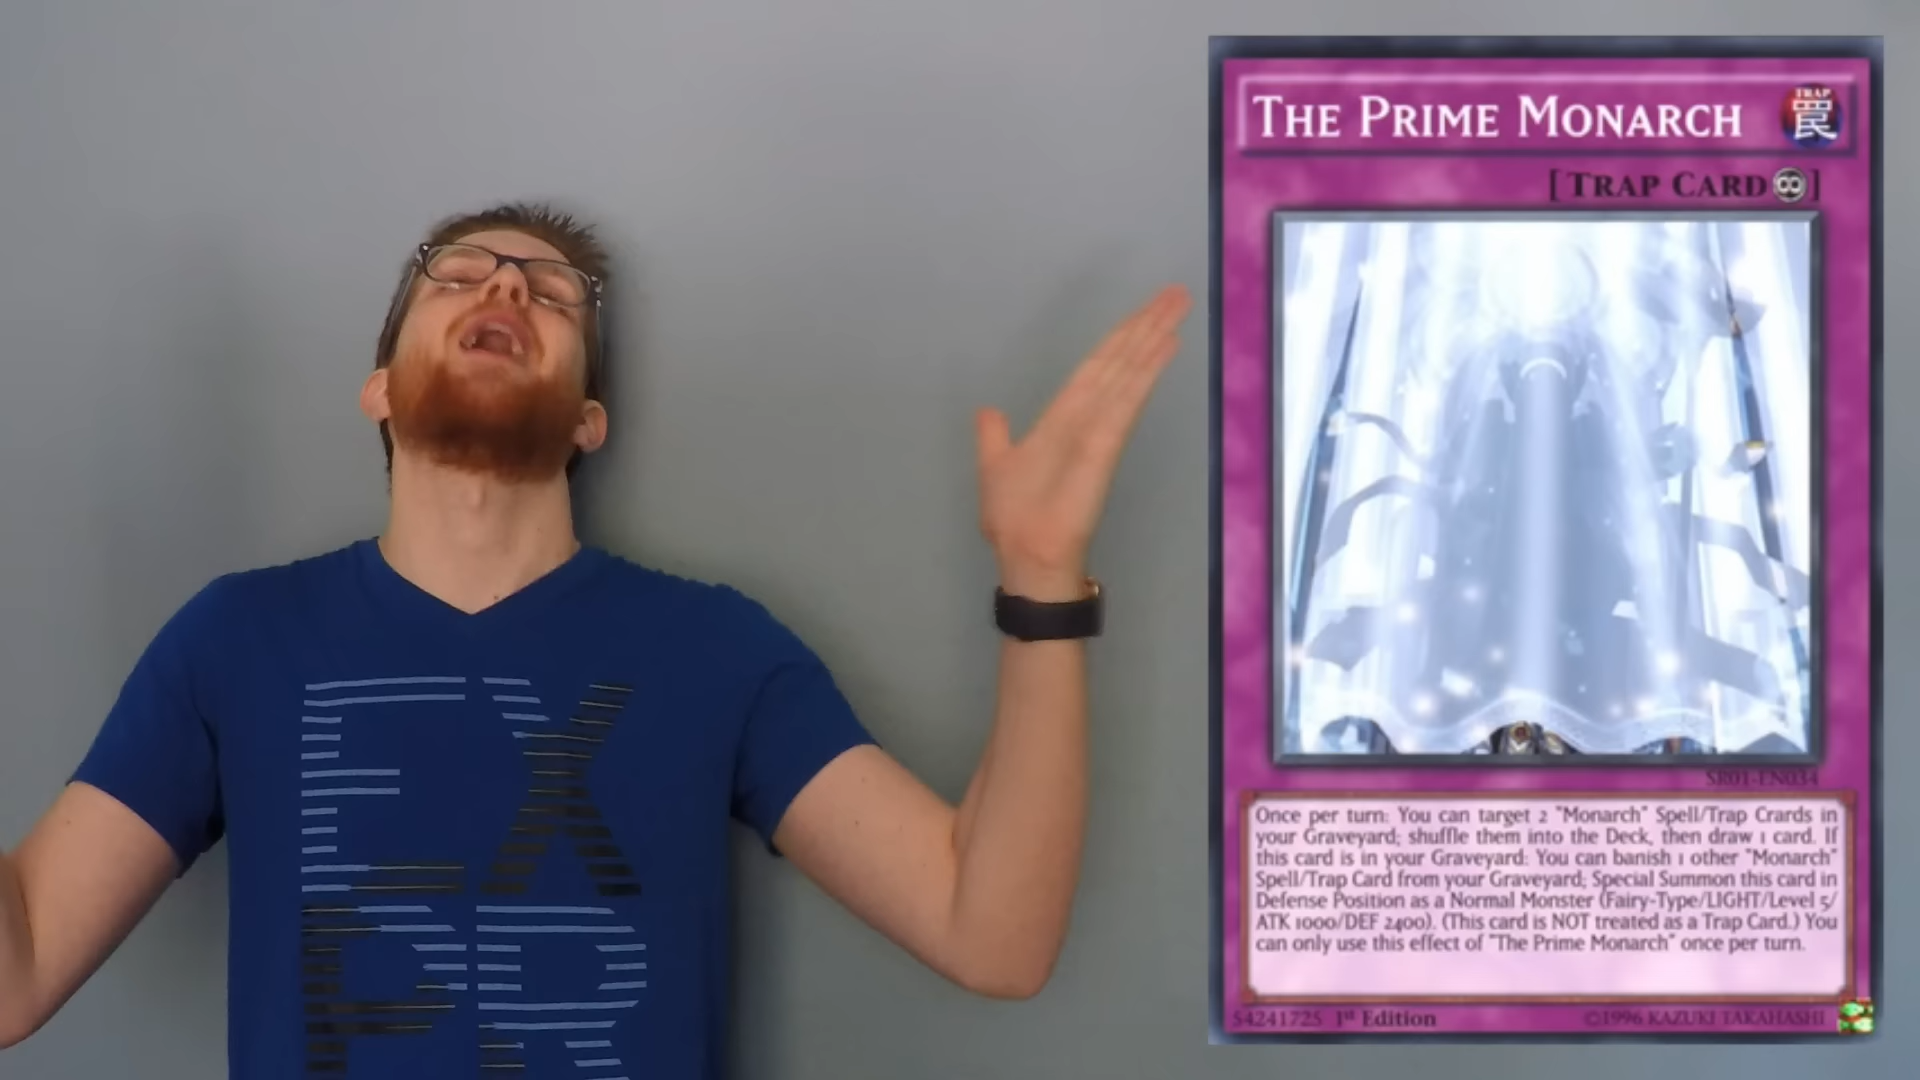 THE PRIME MONARCH
TRAP
罠
[TRAP CARD ]
SR01-EN034
Once per turn: You can target 2 "Monarch" Spell/Trap Crards in
your Graveyard; shuffle them into the Deck, then draw 1 card. If
this card is in your Graveyard: You can banish 1 other "Monarch"
Spell/Trap Card from your Graveyard; Special Summon this card in
Defense Position as a Normal Monster (Fairy-Type/LIGHT/Level 5/
ATK 1000/DEF 2400). (This card is NOT treated as a Trap Card.) You
can only use this effect of "The Prime Monarch" once per turn.
54241725 1st Edition
©1996 KAZUKI TAKAHASHI
EX
PR